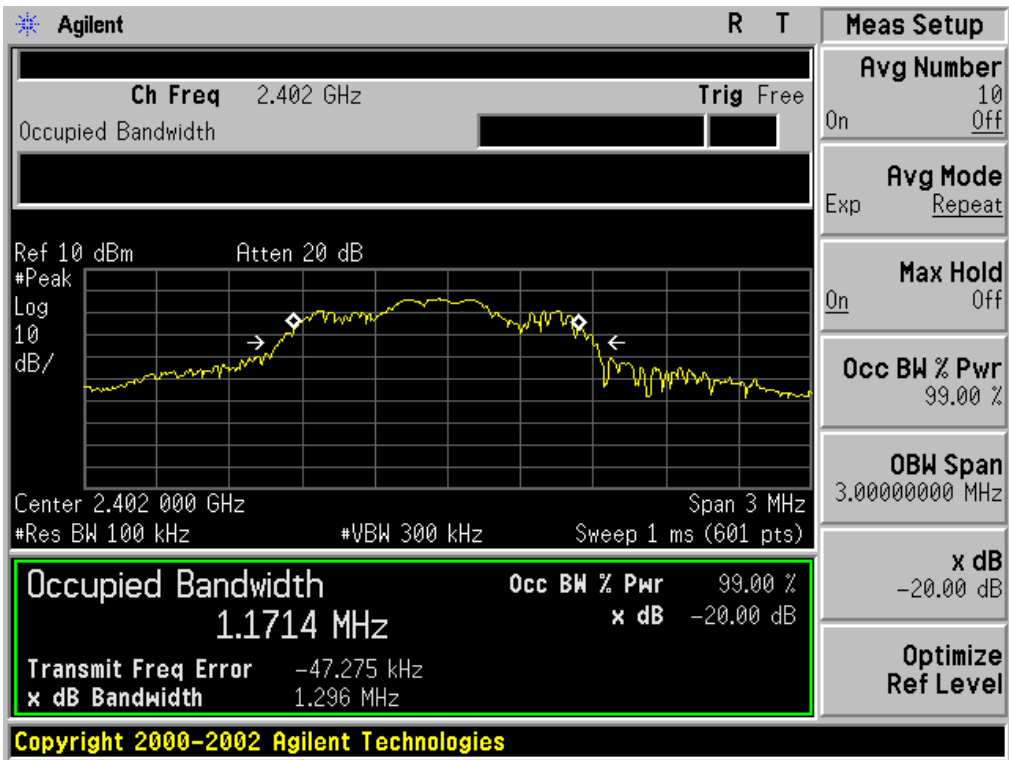 Agilent R T
Ch Freq 2.402 GHz Trig Free
Occupied Bandwidth
Ref 10 dBm Atten 20 dB
#Peak
Log
10
dB/
Center 2.402 000 GHz Span 3 MHz
#Res BW 100 kHz #VBW 300 kHz Sweep 1 ms (601 pts)
Occupied Bandwidth
1.1714 MHz
Occ BW % Pwr 99.00 %
x dB -20.00 dB
Transmit Freq Error -47.275 kHz
x dB Bandwidth 1.296 MHz
Copyright 2000-2002 Agilent Technologies
Meas Setup
Avg Number
10
On Off
Avg Mode
Exp Repeat
Max Hold
On Off
Occ BW % Pwr
99.00 %
OBW Span
3.00000000 MHz
x dB
-20.00 dB
Optimize
Ref Level